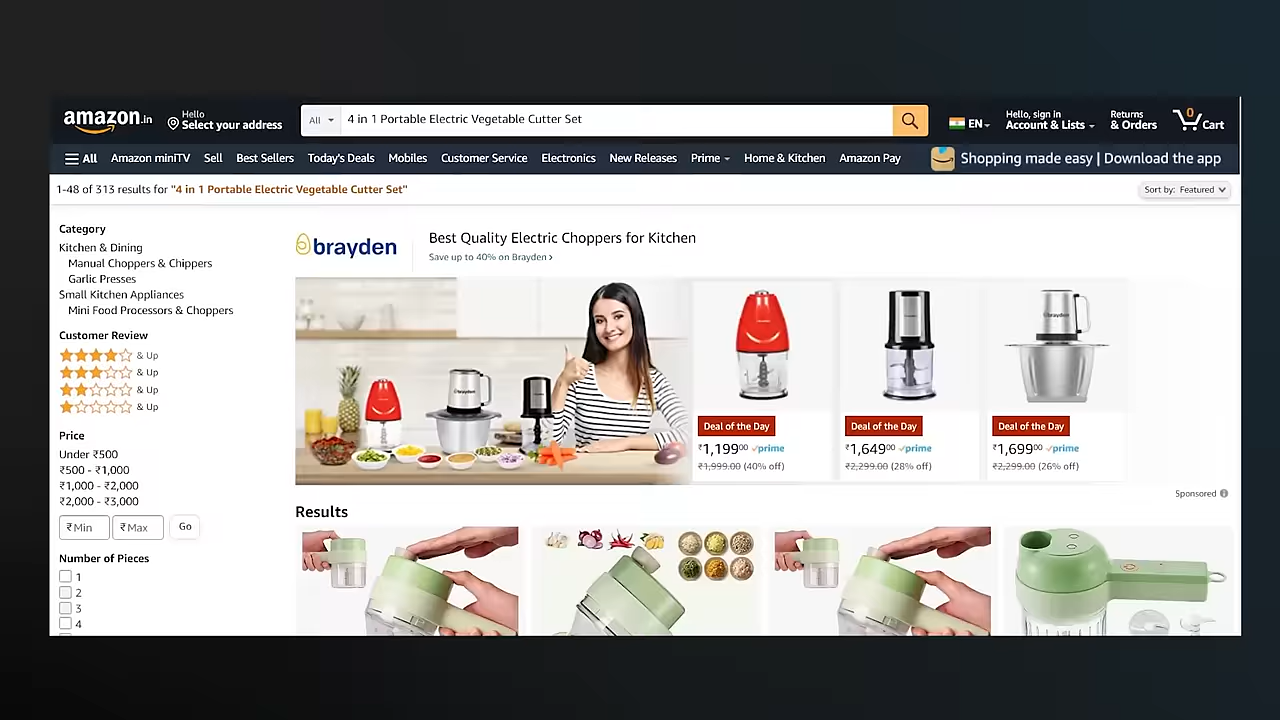 amazon.in
Hello
Select your address
All
4 in 1 Portable Electric Vegetable Cutter Set
EN
Hello, sign in
Account & Lists
Returns
& Orders
0
Cart
All
Amazon miniTV
Sell
Best Sellers
Today's Deals
Mobiles
Customer Service
Electronics
New Releases
Prime
Home & Kitchen
Amazon Pay
Shopping made easy | Download the app
1-48 of 313 results for "4 in 1 Portable Electric Vegetable Cutter Set"
Sort by: Featured
Category
Kitchen & Dining
Manual Choppers & Chippers
Garlic Presses
Small Kitchen Appliances
Mini Food Processors & Choppers
Customer Review
& Up
& Up
& Up
& Up
Price
Under ₹500
₹500 - ₹1,000
₹1,000 - ₹2,000
₹2,000 - ₹3,000
₹ Min
₹ Max
Go
Number of Pieces
1
2
3
4
brayden
Best Quality Electric Choppers for Kitchen
Save up to 40% on Brayden ›
brayden
brayden
Deal of the Day
₹1,19900 prime
₹1,999.00 (40% off)
Deal of the Day
₹1,64900 prime
₹2,299.00 (28% off)
Deal of the Day
₹1,69900 prime
₹2,299.00 (26% off)
Sponsored
Results